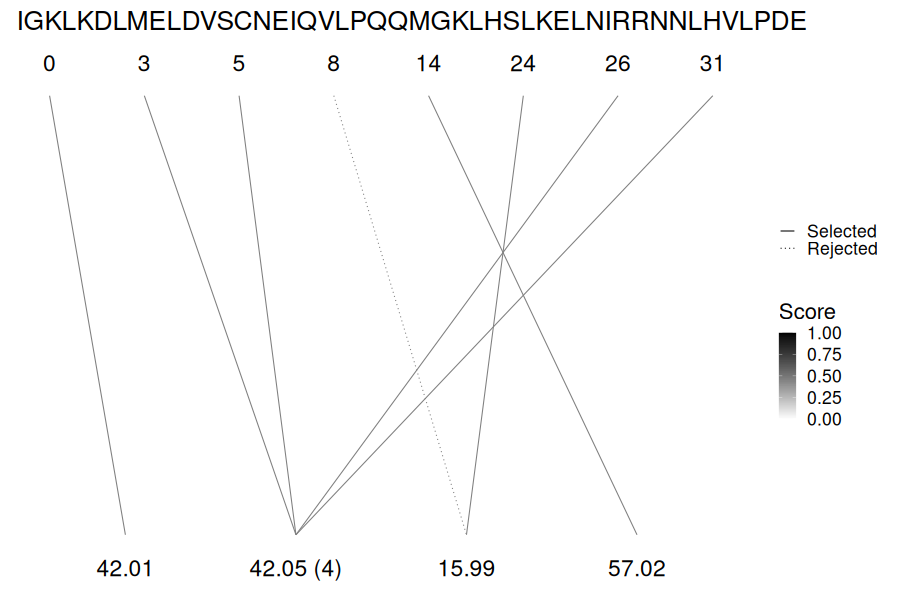 IGKLKDLMELDVSCNEIQVLPQQMGKLHSLKELNIRRNNLHVLPDE
0 3 5 8 14 24 26 31
Selected
Rejected
Score
1.00
0.75
0.50
0.25
0.00
42.01 42.05 (4) 15.99 57.02